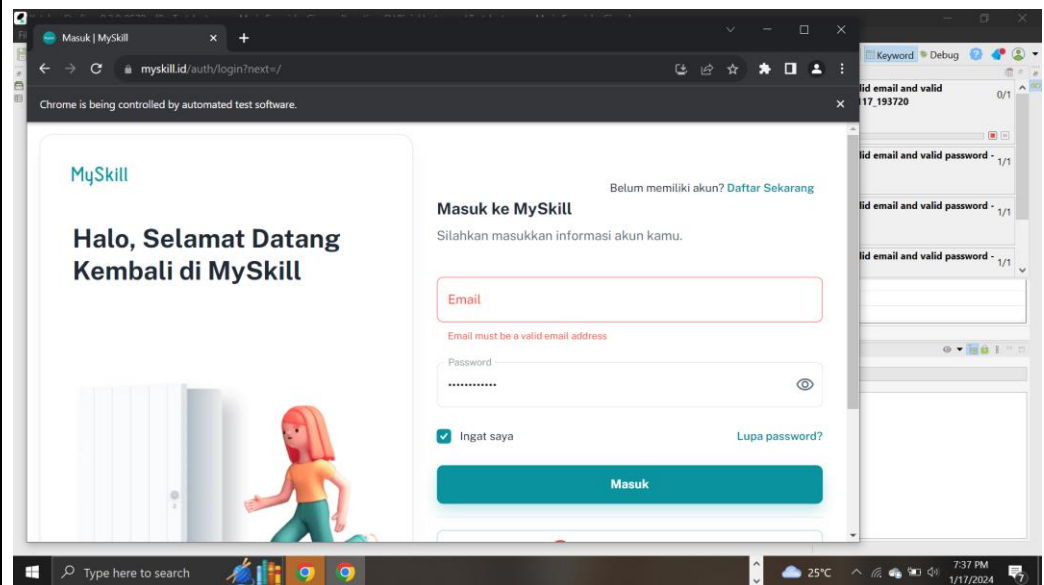 Masuk | MySkill
myskill.id/auth/login?next=/
Keyword Debug
Chrome is being controlled by automated test software.
lid email and valid
17_193720
0/1
lid email and valid password -
1/1
lid email and valid password -
1/1
lid email and valid password -
1/1
MySkill
Halo, Selamat Datang
Kembali di MySkill
Belum memiliki akun? Daftar Sekarang
Masuk ke MySkill
Silahkan masukkan informasi akun kamu.
Email
Email must be a valid email address
Password
Ingat saya
Lupa password?
Masuk
Type here to search
25°C
7:37 PM
1/17/2024